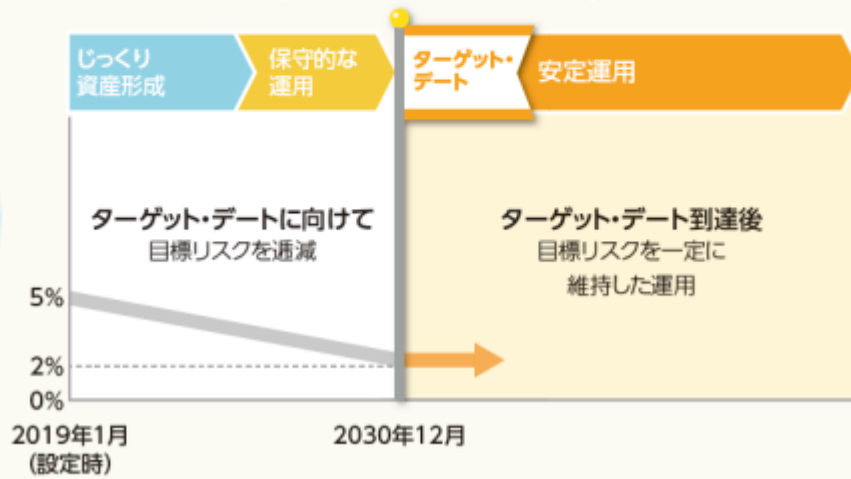 じっくり
資産形成
保守的な
運用
ターゲット・
デート
安定運用
ターゲット・デートに向けて
目標リスクを逓減
ターゲット・デート到達後
目標リスクを一定に
維持した運用
5%
2%
0%
2019年1月
(設定時)
2030年12月